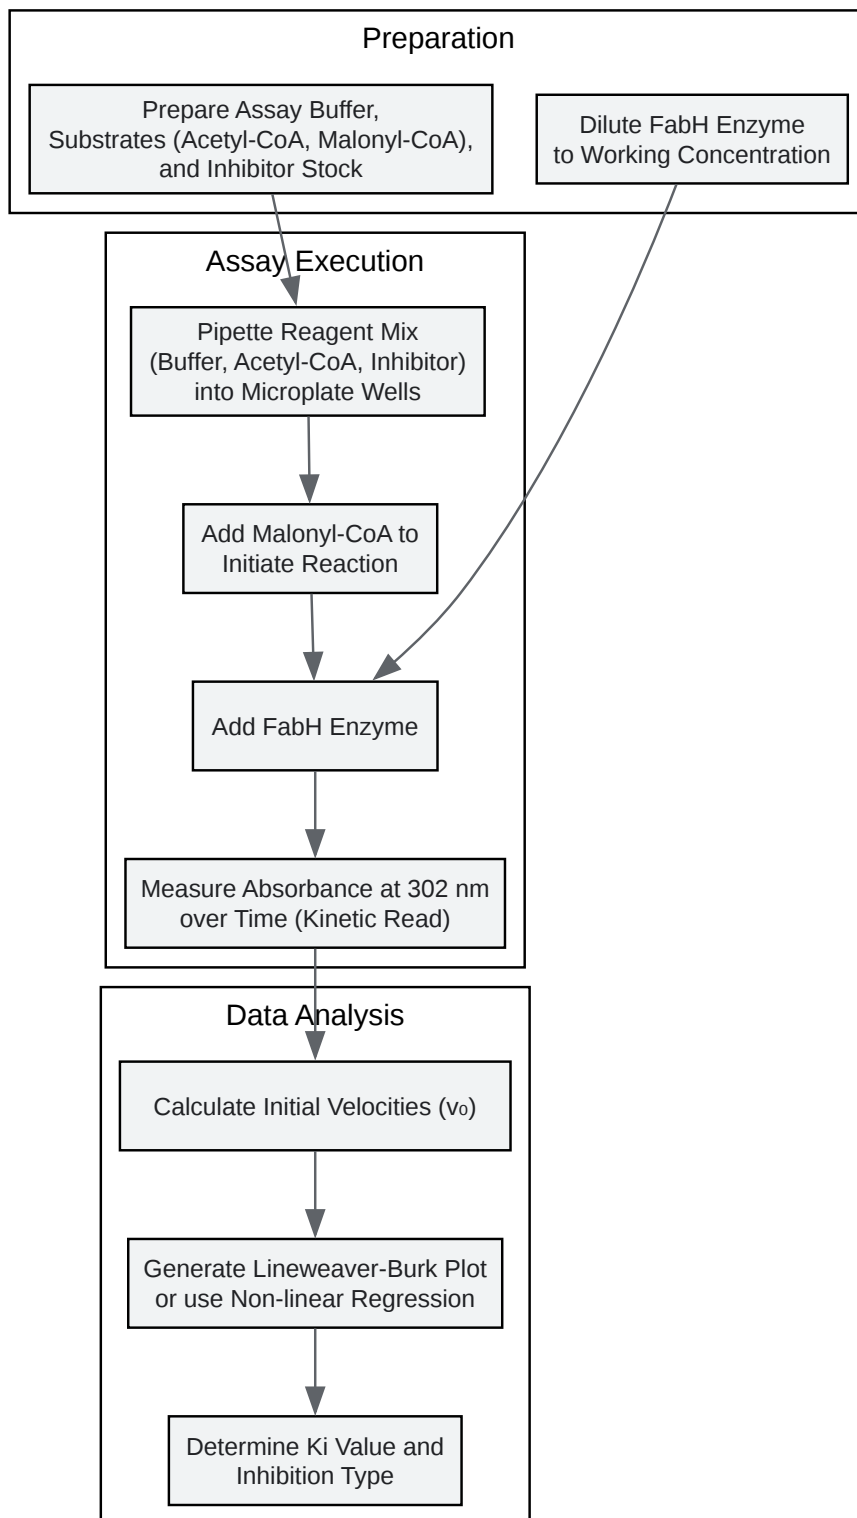 Preparation
Prepare Assay Buffer,
Substrates (Acetyl-CoA, Malonyl-CoA),
and Inhibitor Stock
Dilute FabH Enzyme
to Working Concentration
Assay Execution
Pipette Reagent Mix
(Buffer, Acetyl-CoA, Inhibitor)
into Microplate Wells
Add Malonyl-CoA to
Initiate Reaction
Add FabH Enzyme
Measure Absorbance at 302 nm
over Time (Kinetic Read)
Data Analysis
Calculate Initial Velocities (v₀)
Generate Lineweaver-Burk Plot
or use Non-linear Regression
Determine Ki Value and
Inhibition Type